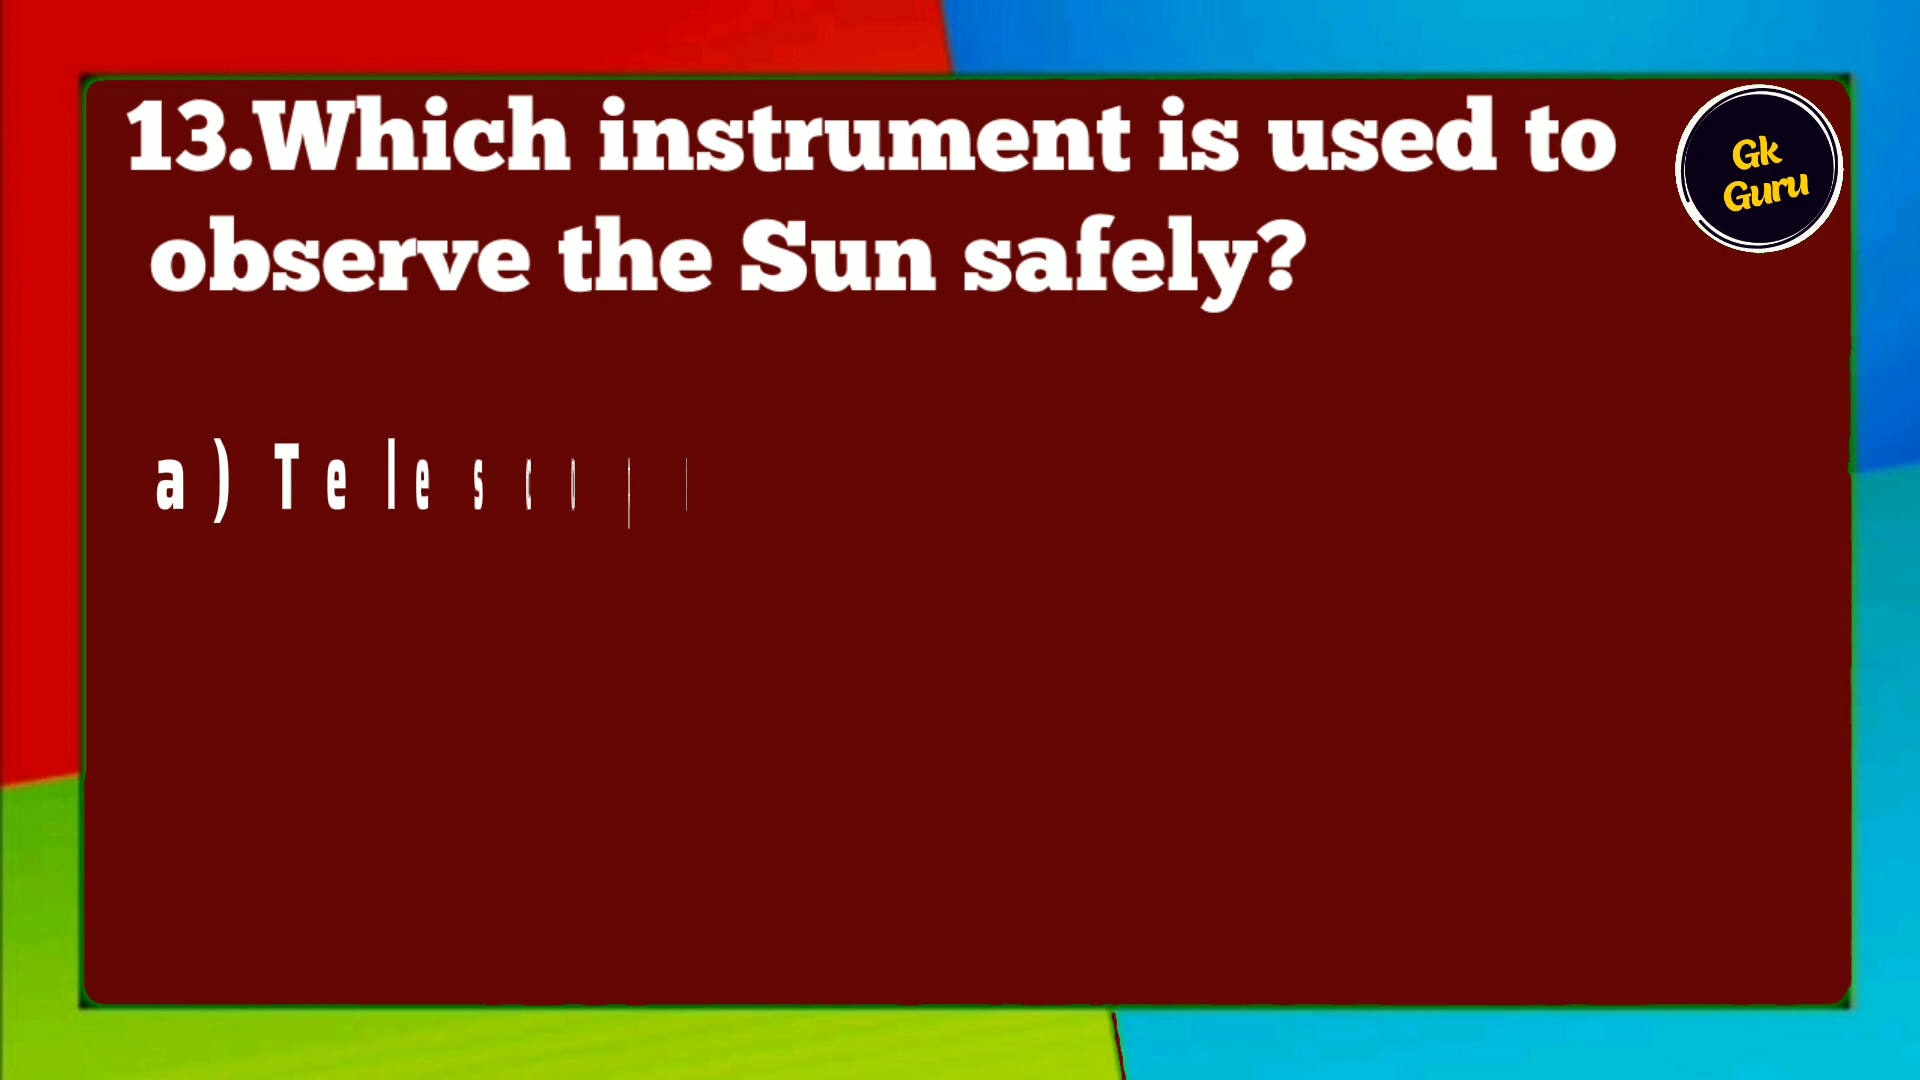 13.Which instrument is used to
observe the Sun safely?
Gk
Guru
a)